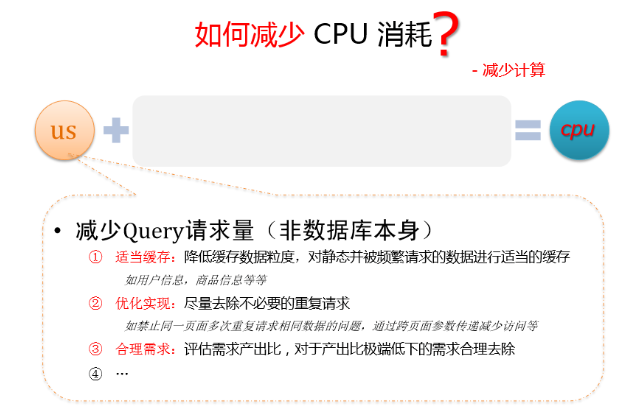 如何减少 CPU 消耗?
- 减少计算
us + = cpu
• 减少Query请求量（非数据库本身）
① 适当缓存：降低缓存数据粒度，对静态并被频繁请求的数据进行适当的缓存
如用户信息，商品信息等等
② 优化实现：尽量去除不必要的重复请求
如禁止同一页面多次重复请求相同数据的问题，通过跨页面参数传递减少访问等
③ 合理需求：评估需求产出比，对于产出比极端低下的需求合理去除
④ …